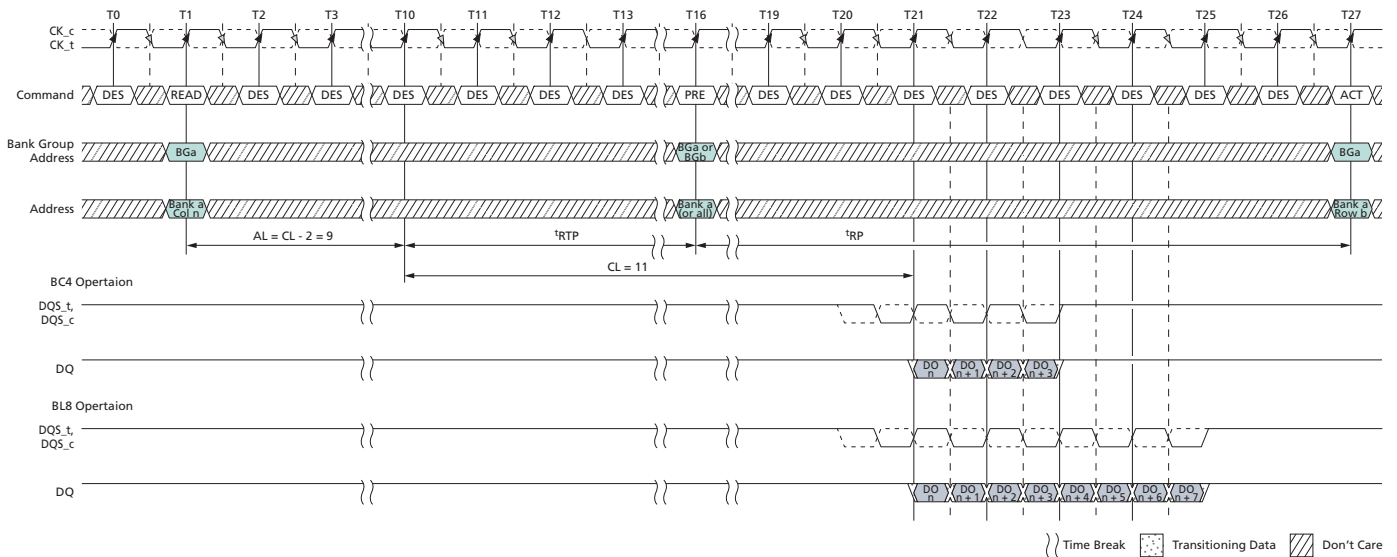 T0 T1 T2 T3 T10 T11 T12 T13 T16 T19 T20 T21 T22 T23 T24 T25 T26 T27
CK_c
CK_t
Command DES READ DES DES DES DES DES DES PRE DES DES DES DES DES DES DES DES ACT
Bank Group
Address
BGa
BGa or
BGb
BGa
Address
Bank a
Col n
Bank a
(or all)
Bank a
Row b
AL = CL - 2 = 9
tRTP
tRP
CL = 11
BC4 Opertaion
DQS_t,
DQS_c
DQ
DO
n
DO
n + 1
DO
n + 2
DO
n + 3
BL8 Opertaion
DQS_t,
DQS_c
DQ
DO
n
DO
n + 1
DO
n + 2
DO
n + 3
DO
n + 4
DO
n + 5
DO
n + 6
DO
n + 7
Time Break Transitioning Data Don't Care